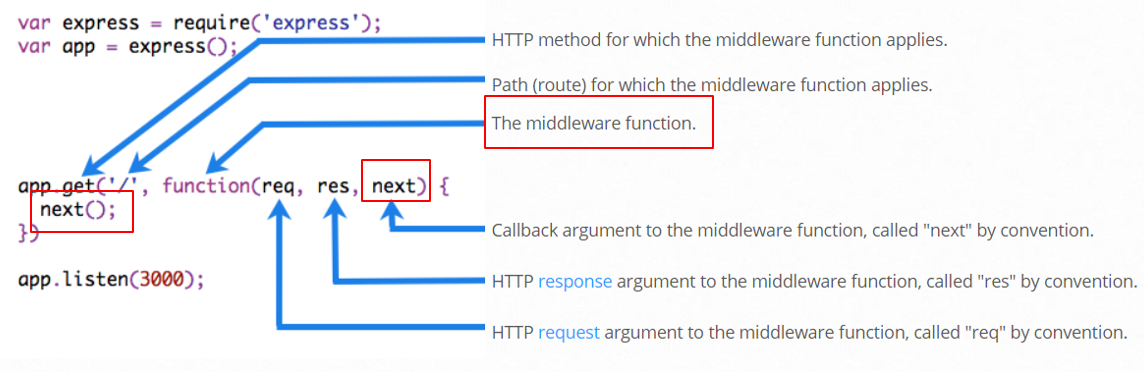 var express = require('express');
var app = express();
HTTP method for which the middleware function applies.
Path (route) for which the middleware function applies.
The middleware function.
app.get('/', function(req, res, next) {
next();
})
Callback argument to the middleware function, called "next" by convention.
app.listen(3000);
HTTP response argument to the middleware function, called "res" by convention.
HTTP request argument to the middleware function, called "req" by convention.